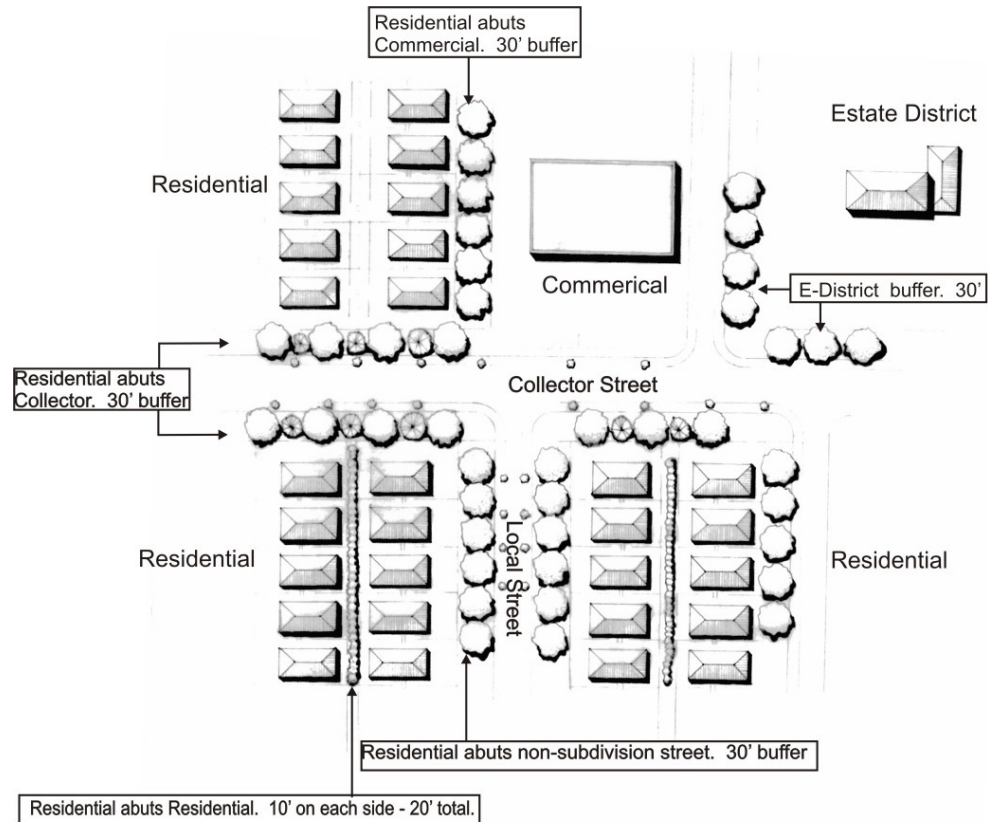 Residential abuts
Commercial.  30’ buffer
Estate District
Residential
Commerical
E-District  buffer.  30’
Residential abuts
Collector.  30’ buffer
Collector Street
Residential
Local Street
Residential
Residential abuts non-subdivision street.  30’ buffer
Residential abuts Residential.  10’ on each side - 20’ total.